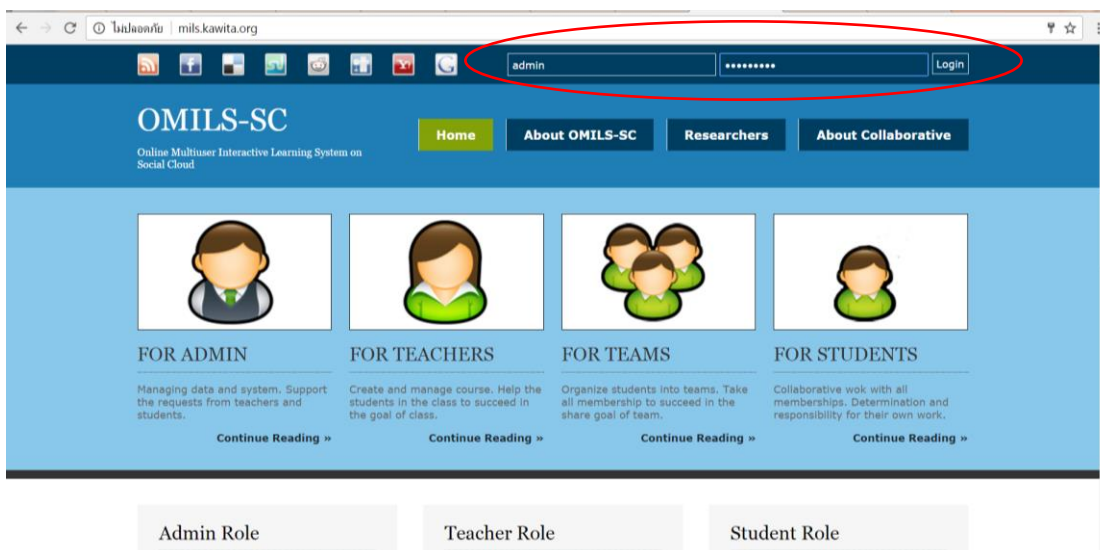 ไม่ปลอดภัย | mils.kawita.org
admin ••••••••• Login
OMILS-SC
Online Multiuser Interactive Learning System on
Social Cloud
Home About OMILS-SC Researchers About Collaborative
FOR ADMIN
Managing data and system. Support
the requests from teachers and
students.
Continue Reading »
FOR TEACHERS
Create and manage course. Help the
students in the class to succeed in
the goal of class.
Continue Reading »
FOR TEAMS
Organize students into teams. Take
all membership to succeed in the
share goal of team.
Continue Reading »
FOR STUDENTS
Collaborative wok with all
memberships. Determination and
responsibility for their own work.
Continue Reading »
Admin Role
Teacher Role
Student Role